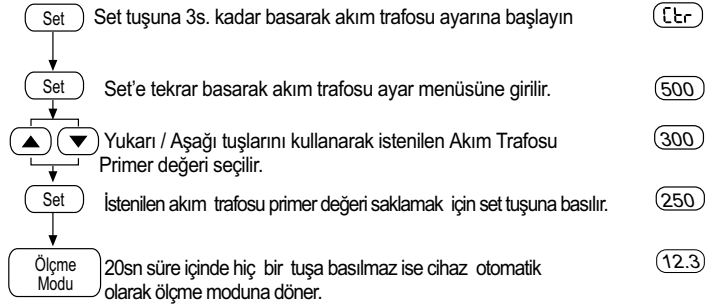 Set Set tuşuna 3s. kadar basarak akım trafosu ayarına başlayın Ctr
Set Set'e tekrar basarak akım trafosu ayar menüsüne girilir. 500
Yukarı / Aşağı tuşlarını kullanarak istenilen Akım Trafosu 300
Primer değeri seçilir.
Set İstenilen akım trafosu primer değeri saklamak için set tuşuna basılır. 250
Ölçme
Modu
20sn süre içinde hiç bir tuşa basılmaz ise cihaz otomatik 12.3
olarak ölçme moduna döner.